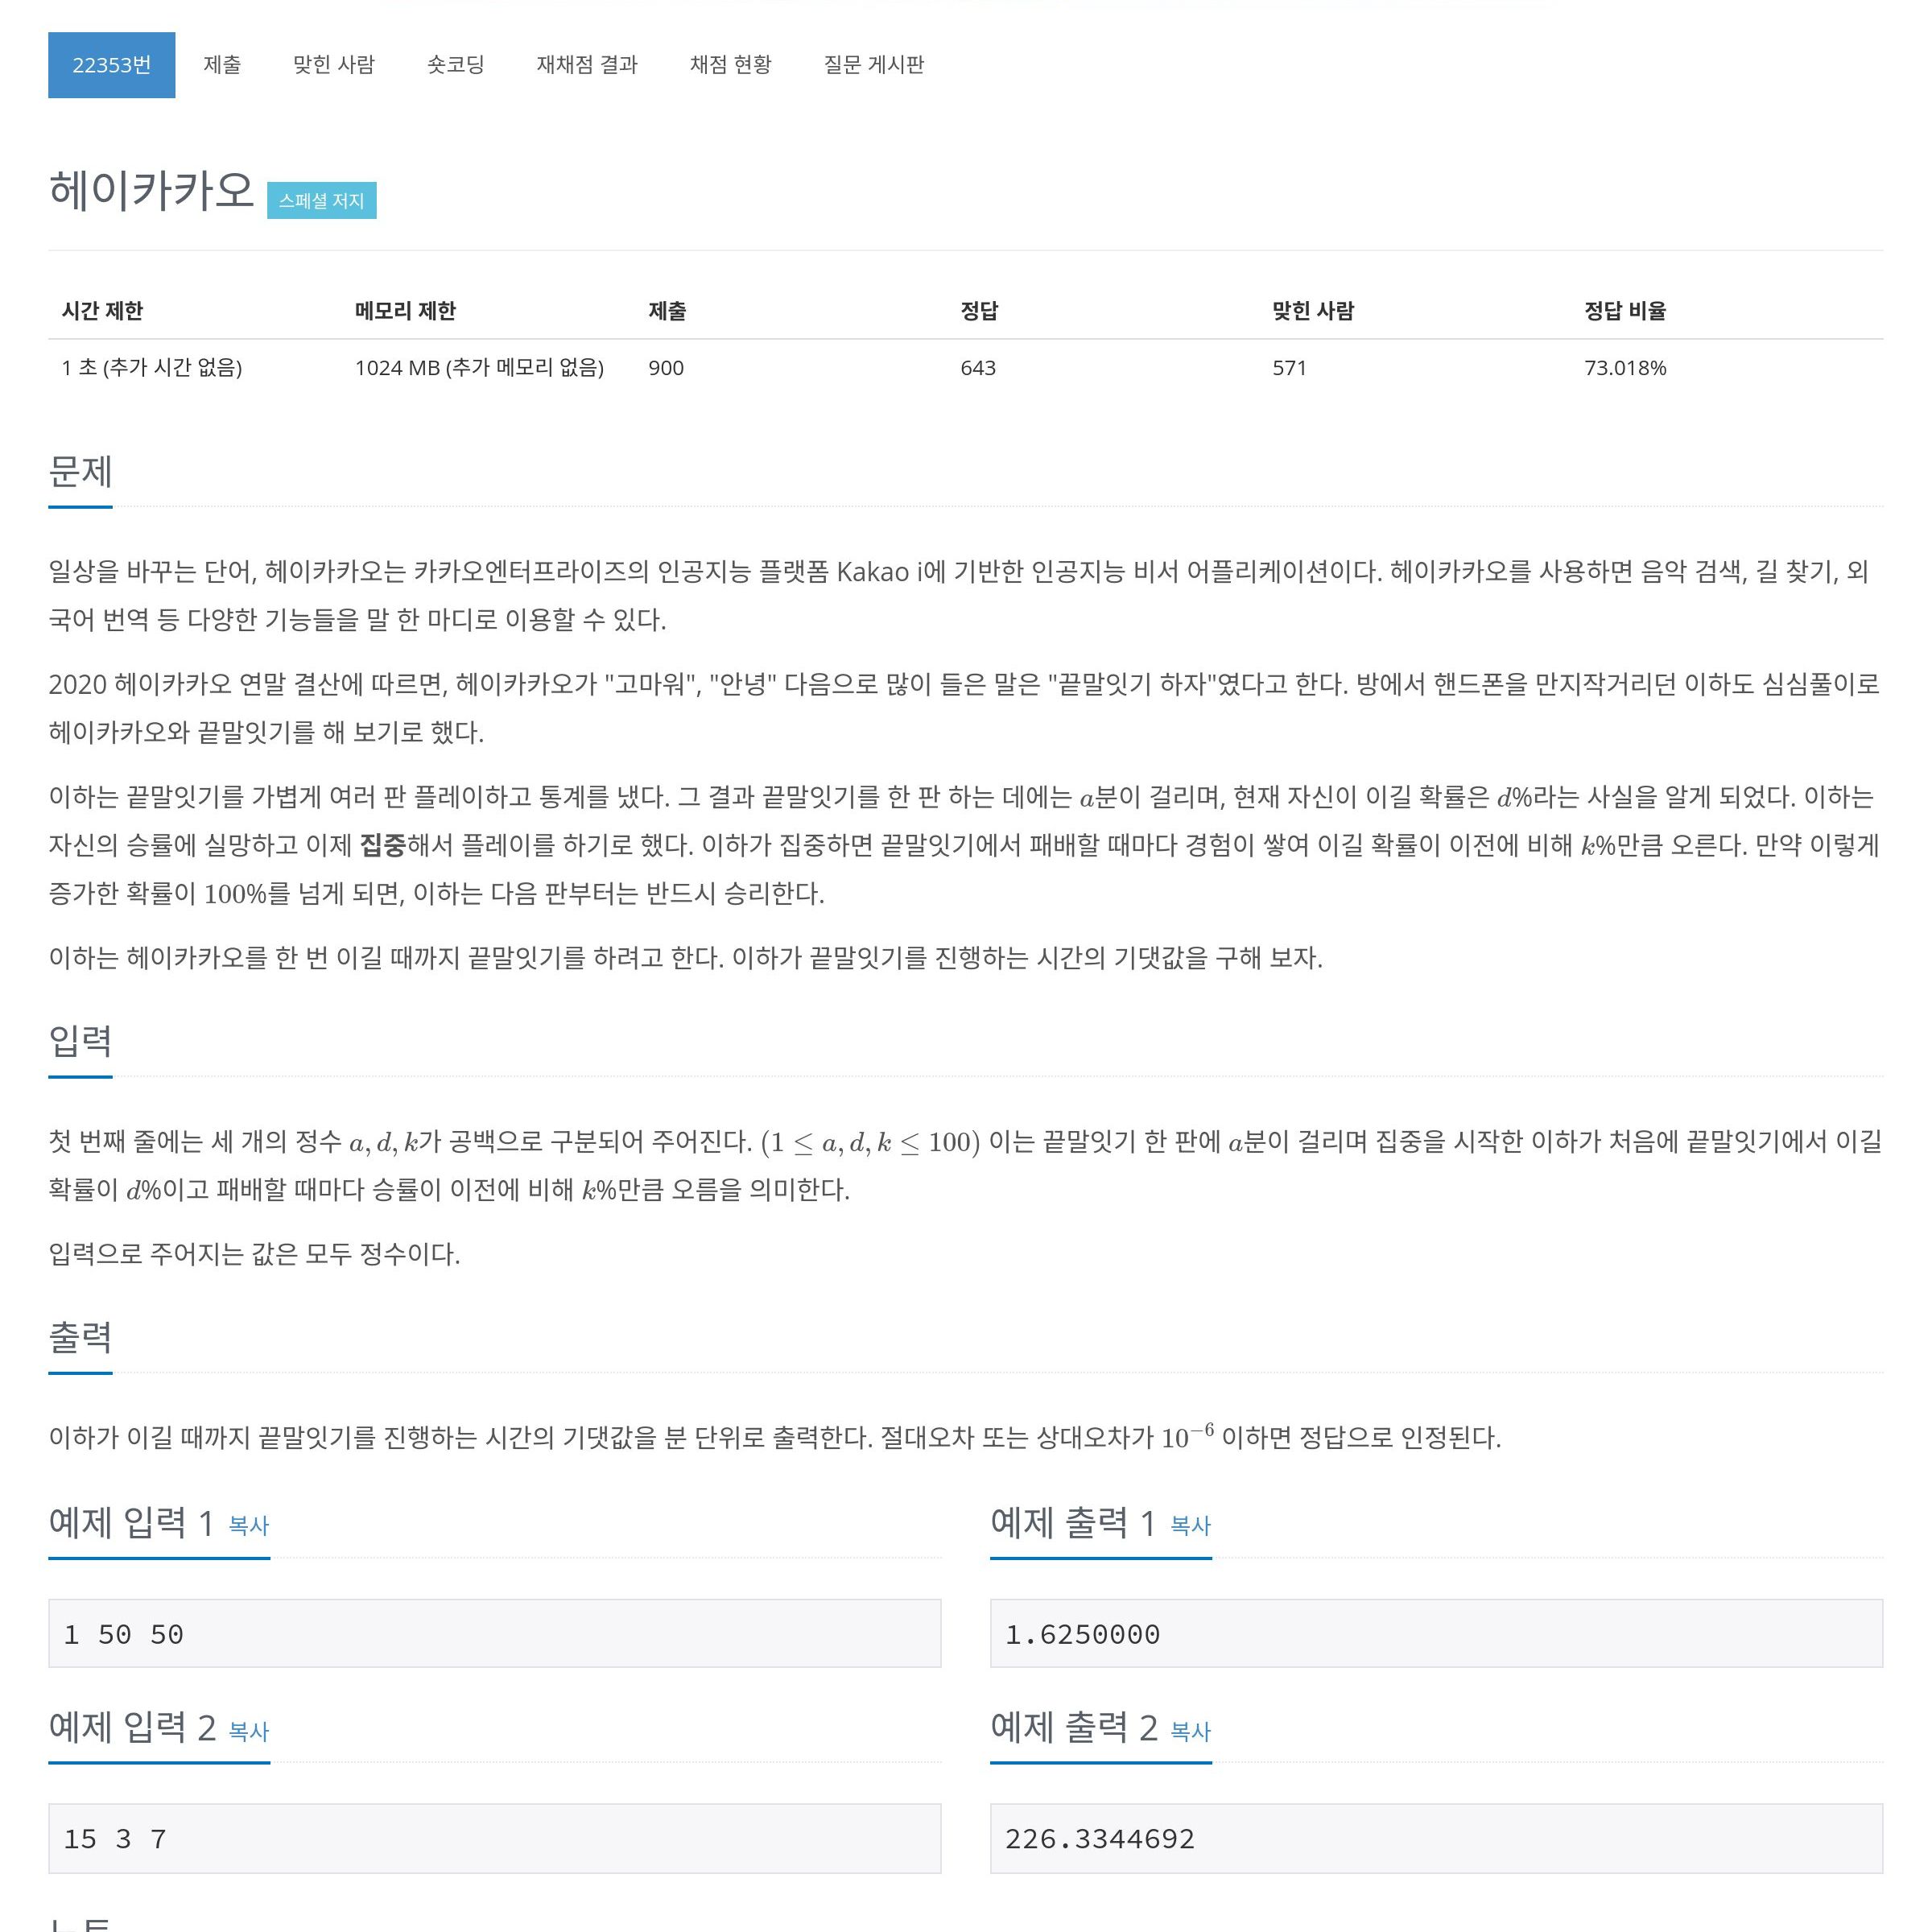 22353번 제출 맞힌 사람 숏코딩 재채점 결과 채점 현황 질문 게시판
헤이카카오 스페셜 저지
시간 제한 메모리 제한 제출 정답 맞힌 사람 정답 비율
1 초 (추가 시간 없음) 1024 MB (추가 메모리 없음) 900 643 571 73.018%
문제
일상을 바꾸는 단어, 헤이카카오는 카카오엔터프라이즈의 인공지능 플랫폼 Kakao i에 기반한 인공지능 비서 어플리케이션이다. 헤이카카오를 사용하면 음악 검색, 길 찾기, 외
국어 번역 등 다양한 기능들을 말 한 마디로 이용할 수 있다.
2020 헤이카카오 연말 결산에 따르면, 헤이카카오가 "고마워", "안녕" 다음으로 많이 들은 말은 "끝말잇기 하자"였다고 한다. 방에서 핸드폰을 만지작거리던 이하도 심심풀이로
헤이카카오와 끝말잇기를 해 보기로 했다.
이하는 끝말잇기를 가볍게 여러 판 플레이하고 통계를 냈다. 그 결과 끝말잇기를 한 판 하는 데에는 a분이 걸리며, 현재 자신이 이길 확률은 d%라는 사실을 알게 되었다. 이하는
자신의 승률에 실망하고 이제 집중해서 플레이를 하기로 했다. 이하가 집중하면 끝말잇기에서 패배할 때마다 경험이 쌓여 이길 확률이 이전에 비해 k%만큼 오른다. 만약 이렇게
증가한 확률이 100%를 넘게 되면, 이하는 다음 판부터는 반드시 승리한다.
이하는 헤이카카오를 한 번 이길 때까지 끝말잇기를 하려고 한다. 이하가 끝말잇기를 진행하는 시간의 기댓값을 구해 보자.
입력
첫 번째 줄에는 세 개의 정수 a, d, k가 공백으로 구분되어 주어진다. (1 ≤ a, d, k ≤ 100) 이는 끝말잇기 한 판에 a분이 걸리며 집중을 시작한 이하가 처음에 끝말잇기에서 이길
확률이 d%이고 패배할 때마다 승률이 이전에 비해 k%만큼 오름을 의미한다.
입력으로 주어지는 값은 모두 정수이다.
출력
이하가 이길 때까지 끝말잇기를 진행하는 시간의 기댓값을 분 단위로 출력한다. 절대오차 또는 상대오차가 10⁻⁶ 이하면 정답으로 인정된다.
예제 입력 1 복사 예제 출력 1 복사
1 50 50 1.6250000
예제 입력 2 복사 예제 출력 2 복사
15 3 7 226.3344692